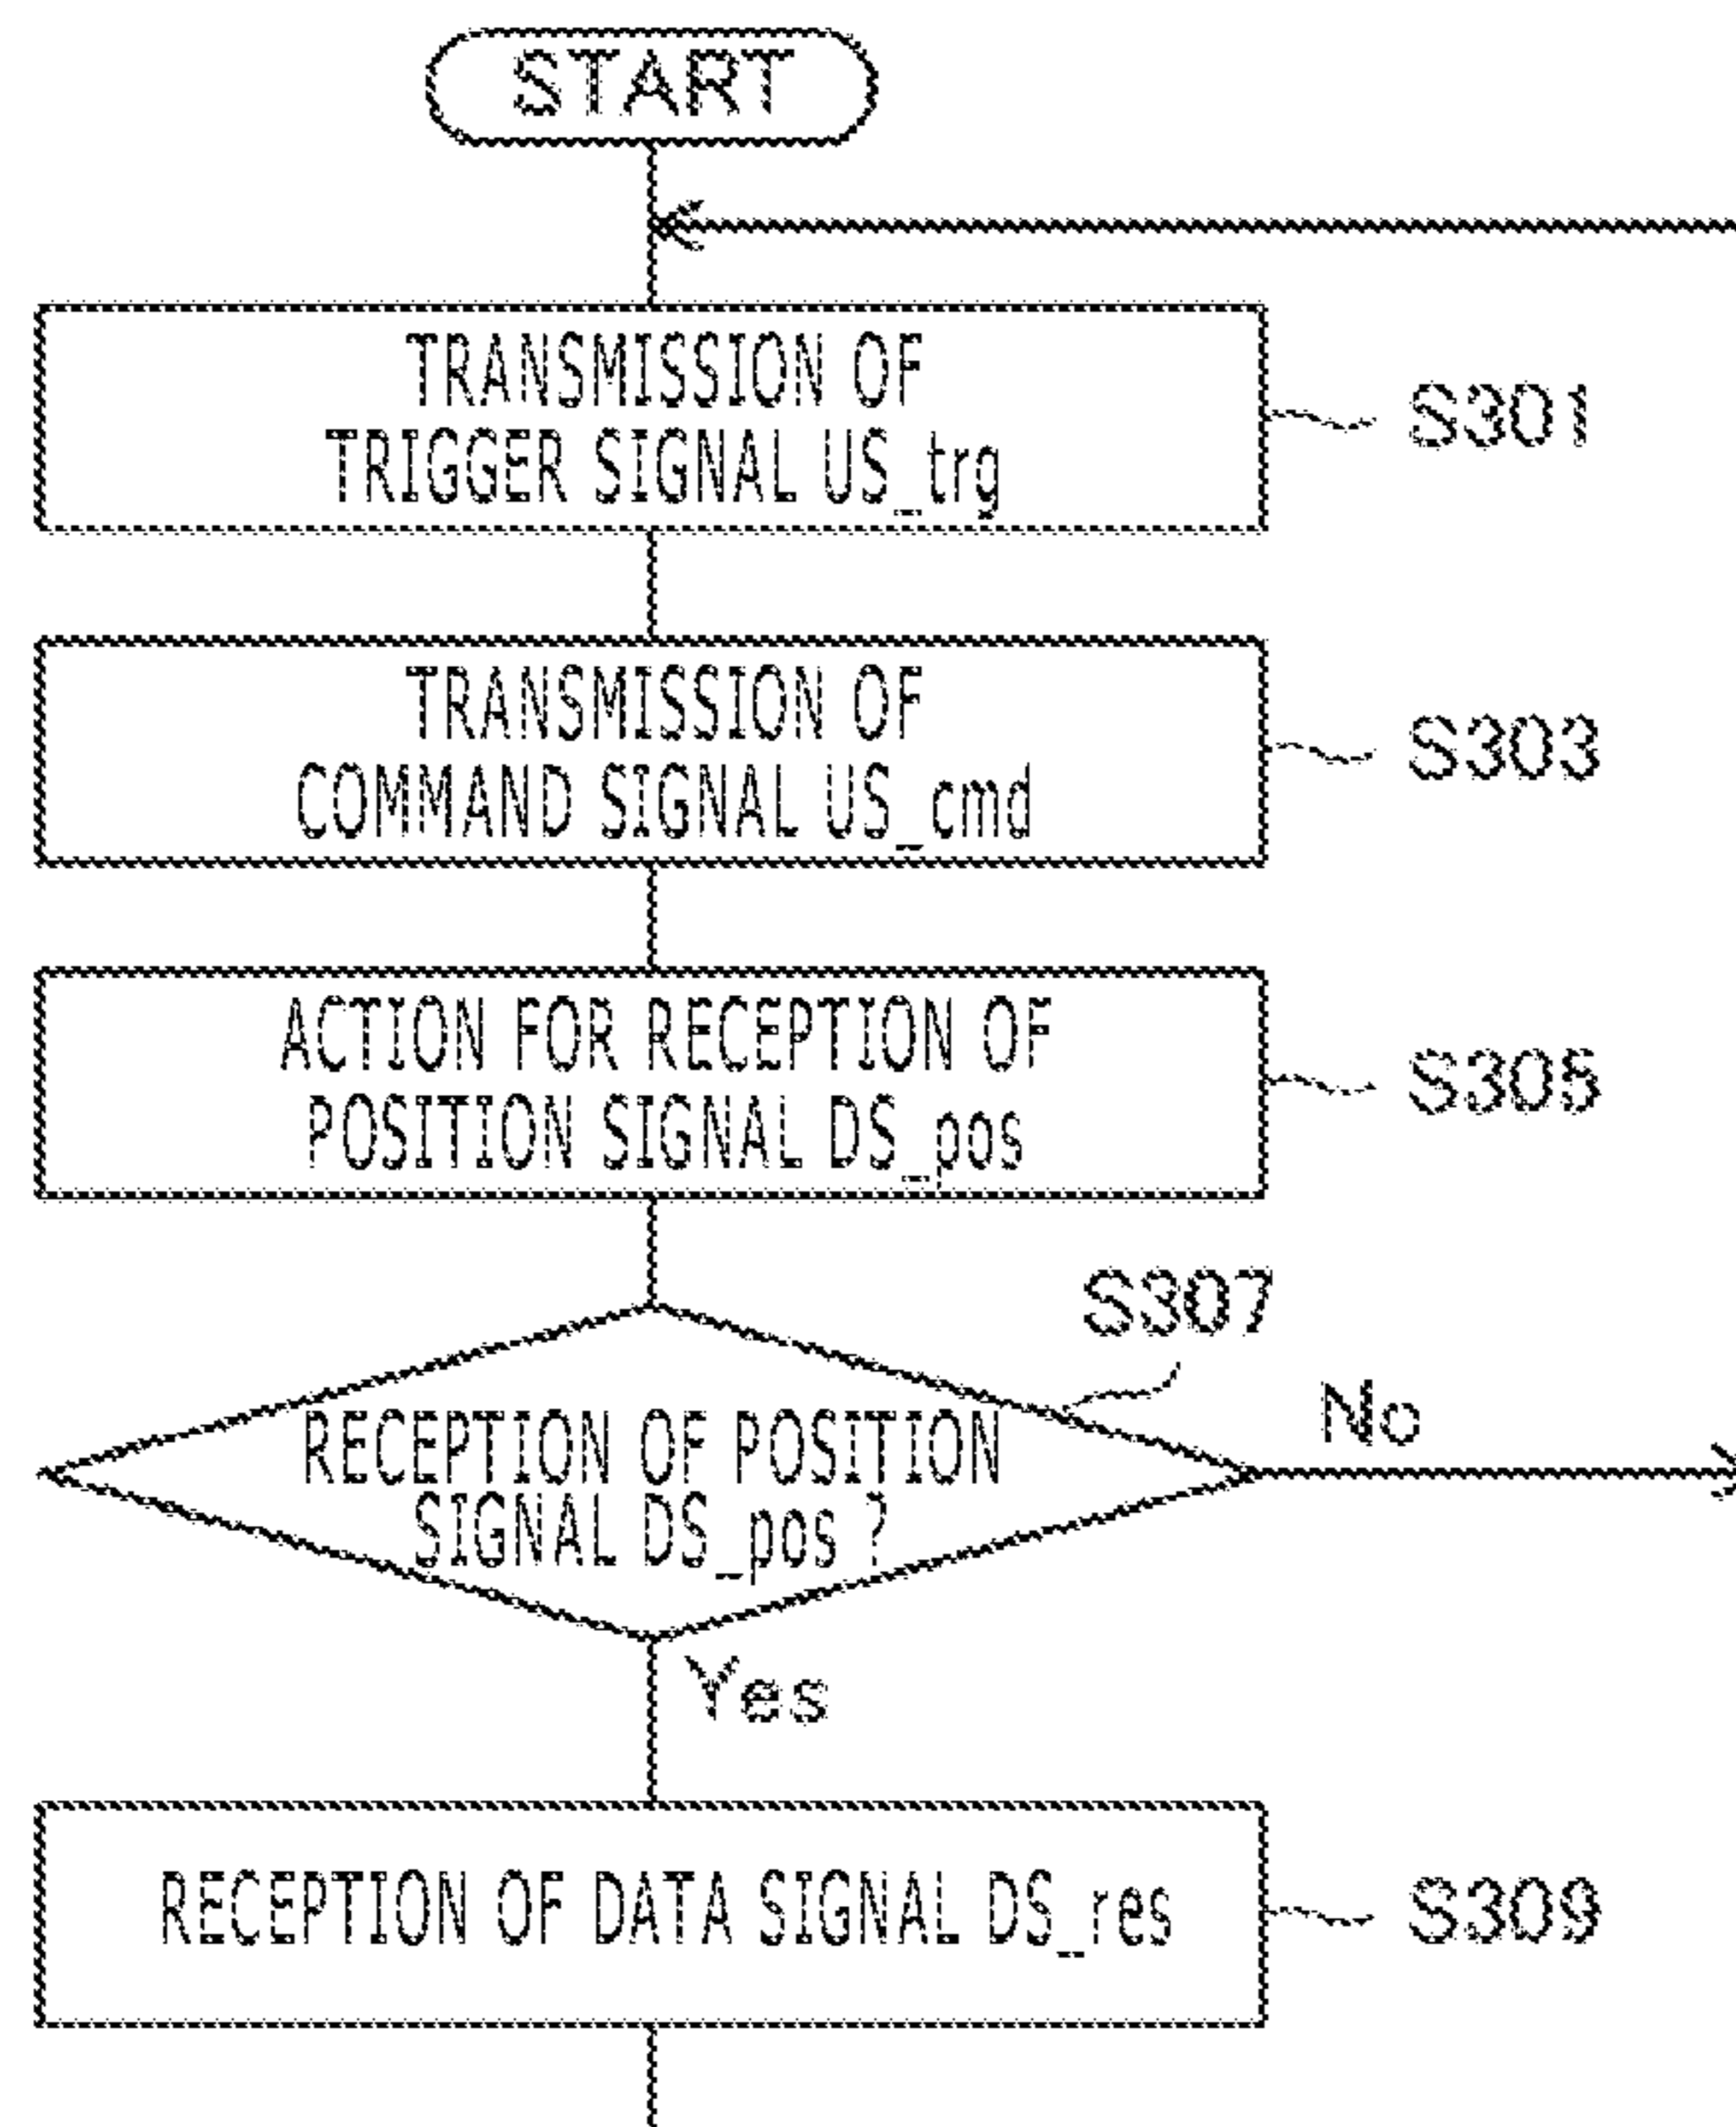 START
TRANSMISSION OF
TRIGGER SIGNAL US_trg
S301
TRANSMISSION OF
COMMAND SIGNAL US_cmd
S303
ACTION FOR RECEPTION OF
POSITION SIGNAL DS_pos
S305
S307
RECEPTION OF POSITION
SIGNAL DS_pos ?
No
Yes
RECEPTION OF DATA SIGNAL DS_res
S309